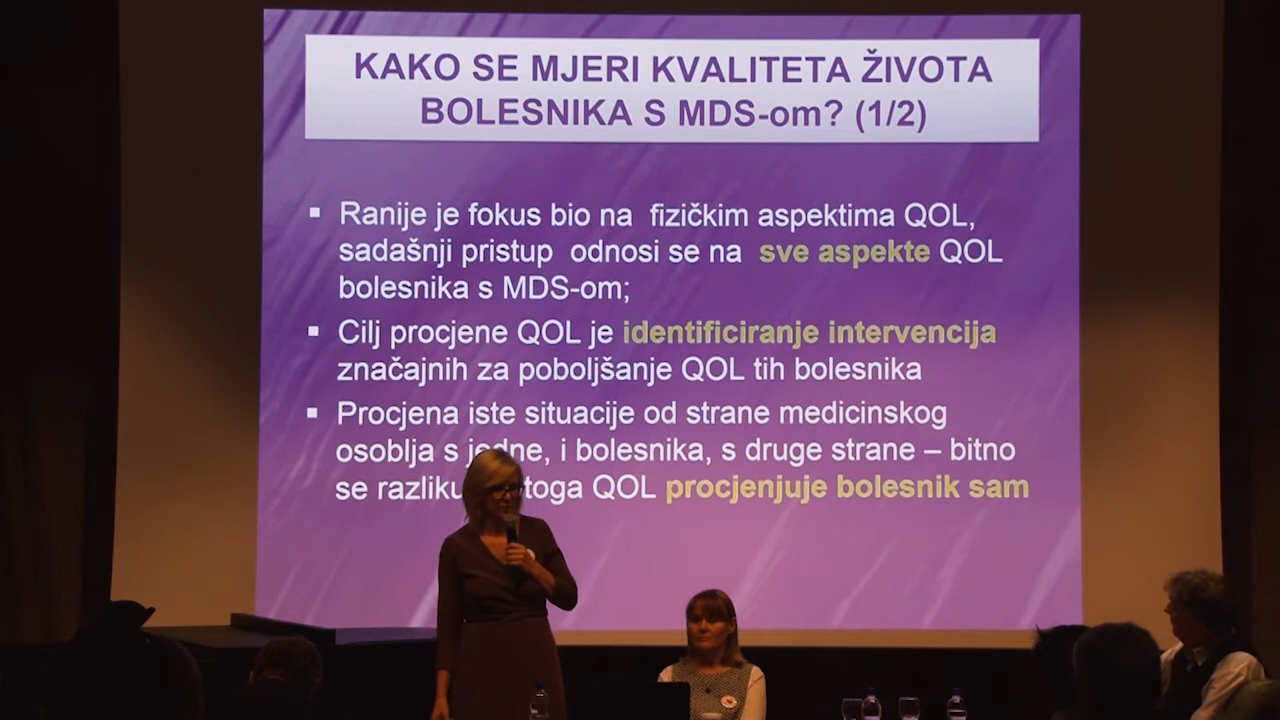 KAKO SE MJERI KVALITETA ŽIVOTA
BOLESNIKA S MDS-om? (1/2)
Ranije je fokus bio na fizičkim aspektima QOL,
sadašnji pristup odnosi se na sve aspekte QOL
bolesnika s MDS-om;
Cilj procjene QOL je identificiranje intervencija
značajnih za poboljšanje QOL tih bolesnika
Procjena iste situacije od strane medicinskog
osoblja s jedne, i bolesnika, s druge strane – bitno
se toga QOL procjenjuje bolesnik sam